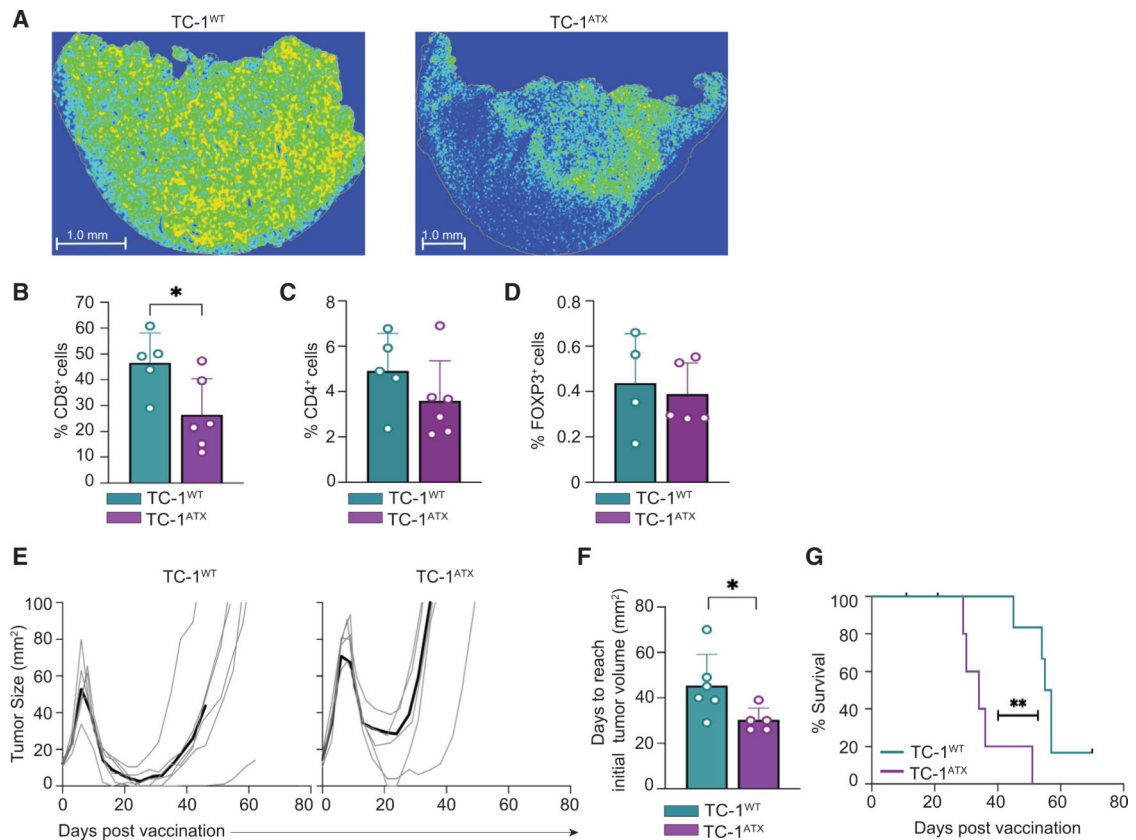 A
TC-1WT
TC-1ATX
1.0 mm
1.0 mm
B
*
70
60
50
40
30
20
10
0
% CD8+ cells
TC-1WT
TC-1ATX
C
8
6
4
2
0
% CD4+ cells
TC-1WT
TC-1ATX
D
0.8
0.6
0.4
0.2
0
% FOXP3+ cells
TC-1WT
TC-1ATX
E
TC-1WT
TC-1ATX
100
80
60
40
20
0
Tumor Size (mm2)
0 20 40 60 80
0 20 40 60 80
Days post vaccination
F
*
80
60
40
20
0
Days to reach
initial tumor volume (mm2)
TC-1WT
TC-1ATX
G
100
80
60
40
20
0
% Survival
**
TC-1WT
TC-1ATX
0 20 40 60 80
Days post vaccination